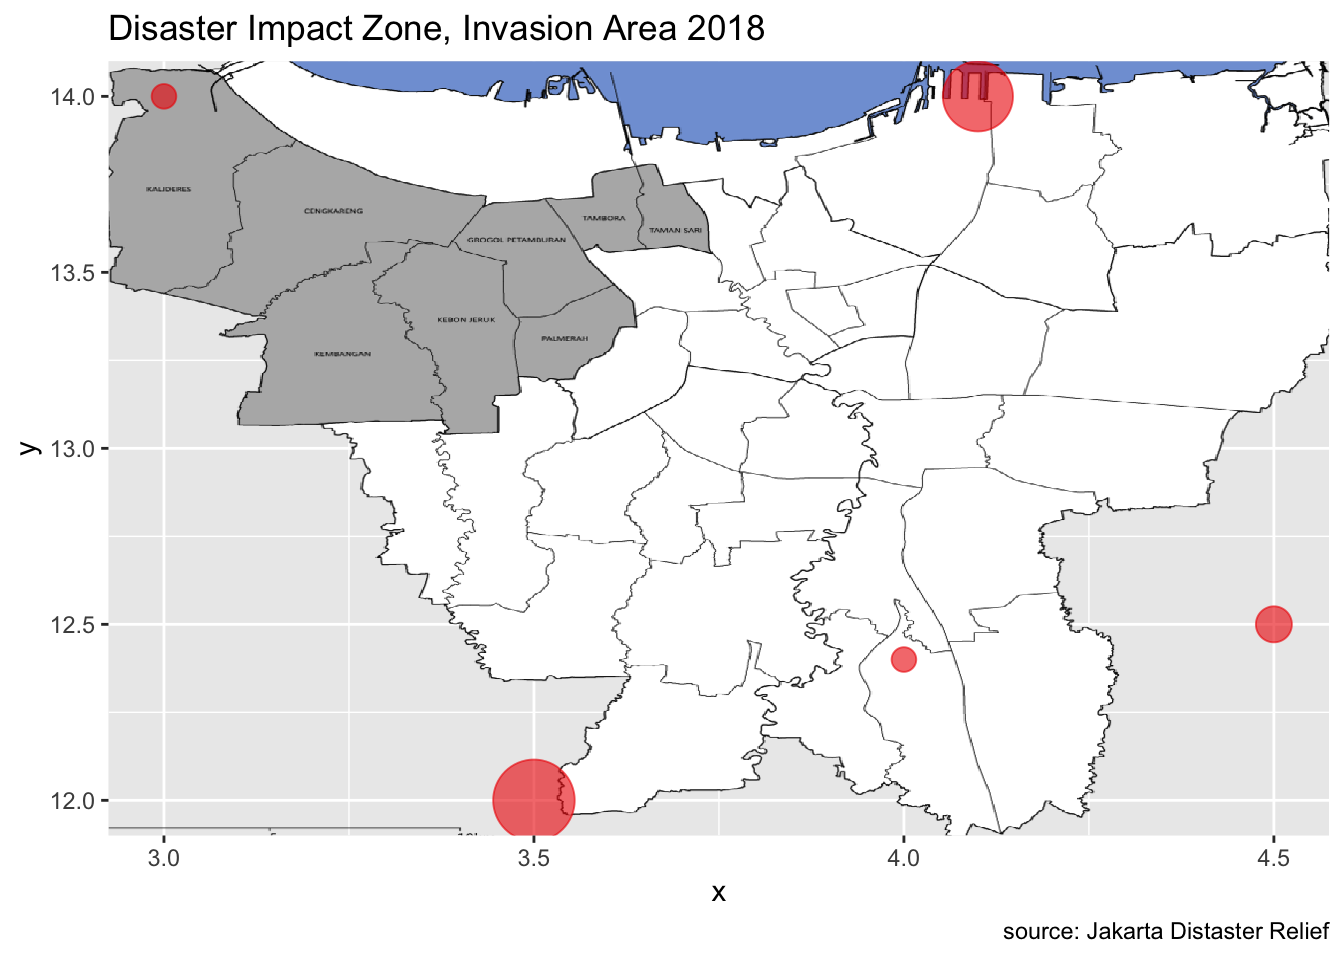 Disaster Impact Zone, Invasion Area 2018
14.0
13.5
13.0
12.5
12.0
y
KALIDERES
CENGKARENG
TAMBORA
TAMAN SARI
GROGOL PETAMBURAN
KEBON JERUK
PALMERAH
KEMBANGAN
3.0
3.5
4.0
4.5
x
source: Jakarta Distaster Relief